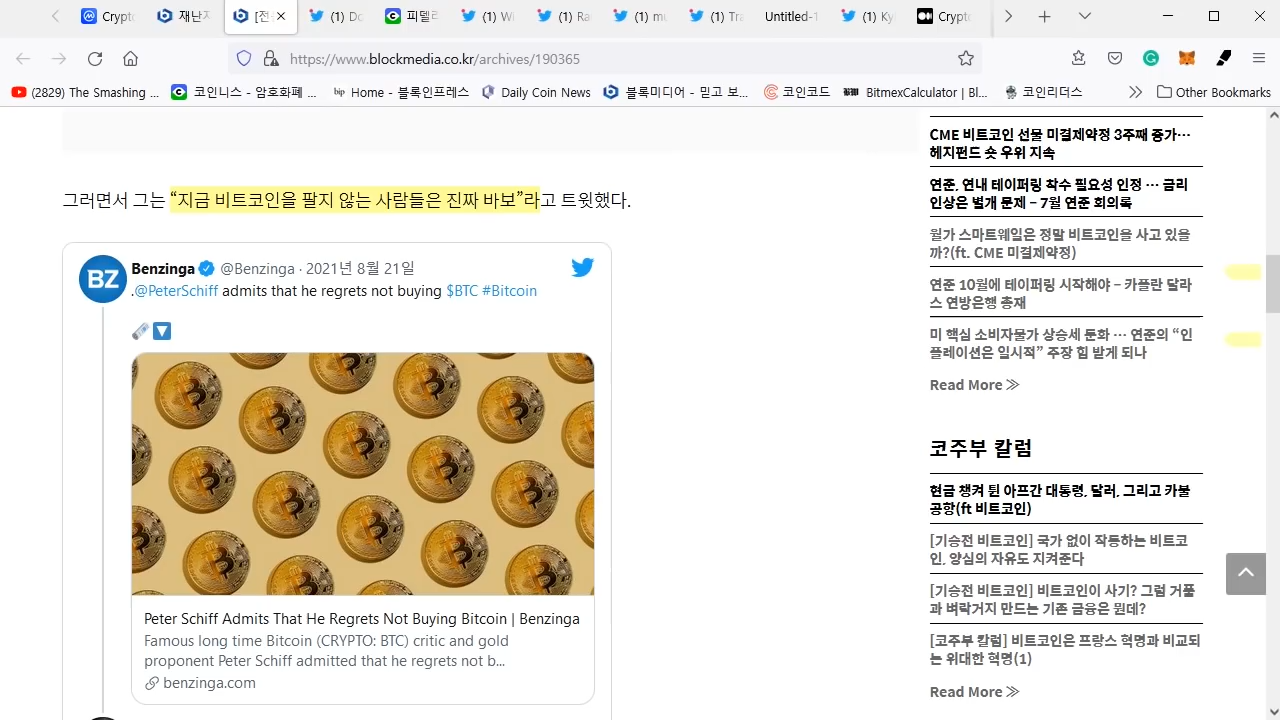 Crypto
재난지
[전
(1) Do
피델리
(1) Wi
(1) Ra
(1) mu
(1) Tra
Untitled-1
(1) Ky
Crypto
https://www.blockmedia.co.kr/archives/190365
(2829) The Smashing ...
코인니스 - 암호화폐 ...
bip Home - 블록인프레스
Daily Coin News
블록미디어 - 믿고 보...
코인코드
BitmexCalculator | Bl...
코인리더스
Other Bookmarks
그러면서 그는 “지금 비트코인을 팔지 않는 사람들은 진짜 바보”라고 트윗했다.
BZ
Benzinga @Benzinga · 2021년 8월 21일
.@PeterSchiff admits that he regrets not buying $BTC #Bitcoin
Peter Schiff Admits That He Regrets Not Buying Bitcoin | Benzinga
Famous long time Bitcoin (CRYPTO: BTC) critic and gold
proponent Peter Schiff admitted that he regrets not b...
benzinga.com
CME 비트코인 선물 미결제약정 3주째 증가…
헤지펀드 숏 우위 지속
연준, 연내 테이퍼링 착수 필요성 인정 … 금리
인상은 별개 문제 – 7월 연준 회의록
월가 스마트웨일은 정말 비트코인을 사고 있을
까?(ft. CME 미결제약정)
연준 10월에 테이퍼링 시작해야 – 카플란 달라
스 연방은행 총재
미 핵심 소비자물가 상승세 둔화 … 연준의 “인
플레이션은 일시적” 주장 힘 받게 되나
Read More ≫
코주부 칼럼
현금 챙겨 튄 아프간 대통령, 달러, 그리고 카불
공항(ft 비트코인)
[기승전 비트코인] 국가 없이 작동하는 비트코
인, 양심의 자유도 지켜준다
[기승전 비트코인] 비트코인이 사기? 그럼 거품
과 벼락거지 만드는 기존 금융은 뭔데?
[코주부 칼럼] 비트코인은 프랑스 혁명과 비교되
는 위대한 혁명(1)
Read More ≫